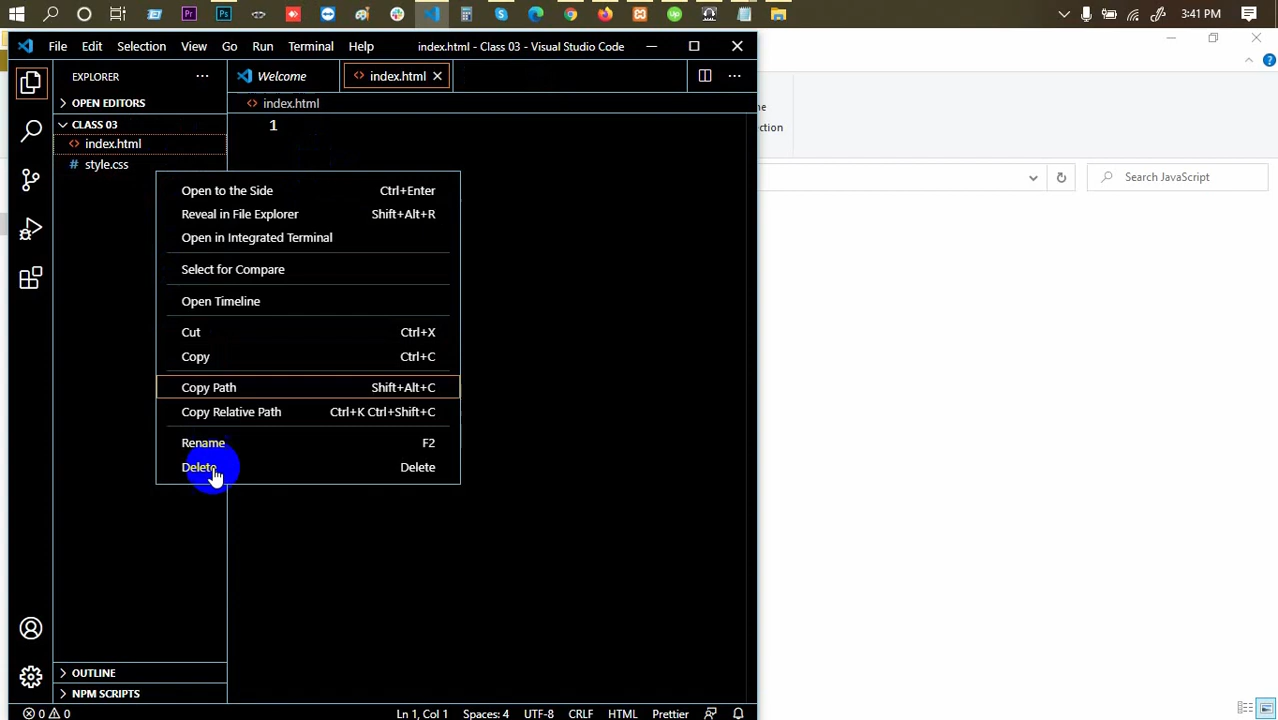 3:41 PM
File Edit Selection View Go Run Terminal Help index.html - Class 03 - Visual Studio Code
EXPLORER
Welcome
index.html
OPEN EDITORS
index.html
CLASS 03
1
index.html
style.css
Open to the Side Ctrl+Enter
Reveal in File Explorer Shift+Alt+R
Open in Integrated Terminal
Select for Compare
Open Timeline
Cut Ctrl+X
Copy Ctrl+C
Copy Path Shift+Alt+C
Copy Relative Path Ctrl+K Ctrl+Shift+C
Rename F2
Delete Delete
Search JavaScript
OUTLINE
NPM SCRIPTS
0 0 Ln 1, Col 1 Spaces: 4 UTF-8 CRLF HTML Prettier